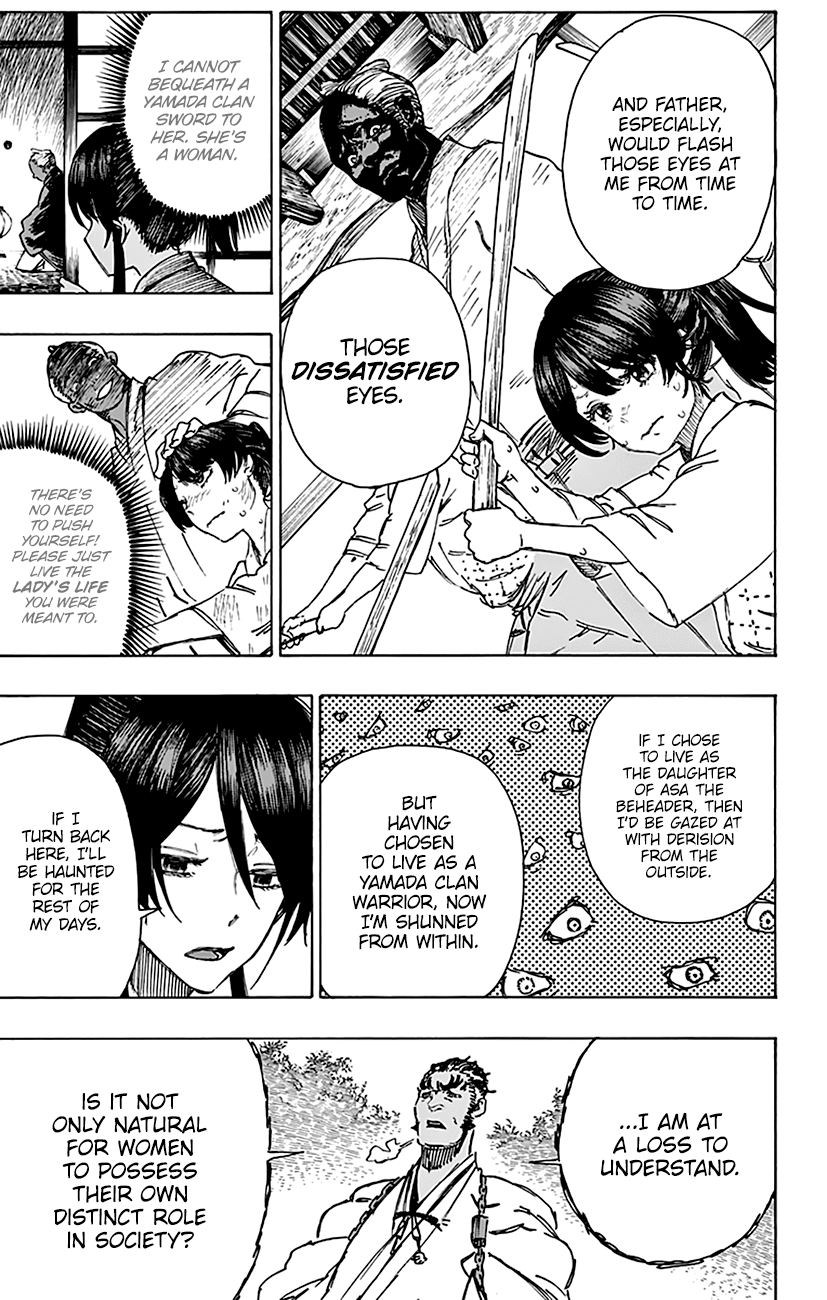 AND FATHER,
ESPECIALLY,
WOULD FLASH
THOSE EYES AT
ME FROM TIME
TO TIME.
THOSE
DISSATISFIED
EYES.
I CANNOT
BEQUEATH A
YAMADA CLAN
SWORD TO
HER. SHE'S
A WOMAN.
THERE'S
NO NEED
TO PUSH
YOURSELF!
PLEASE JUST
LIVE THE
LADY'S LIFE
YOU WERE
MEANT TO.
IF I CHOSE
TO LIVE AS
THE DAUGHTER
OF ASA THE
BEHEADER, THEN
I'D BE GAZED AT
WITH DERISION
FROM THE
OUTSIDE.
BUT
HAVING
CHOSEN
TO LIVE AS A
YAMADA CLAN
WARRIOR, NOW
I'M SHUNNED
FROM WITHIN.
IF I
TURN BACK
HERE, I'LL
BE HAUNTED
FOR THE
REST OF
MY DAYS.
...I AM AT
A LOSS TO
UNDERSTAND.
IS IT NOT
ONLY NATURAL
FOR WOMEN
TO POSSESS
THEIR OWN
DISTINCT ROLE
IN SOCIETY?